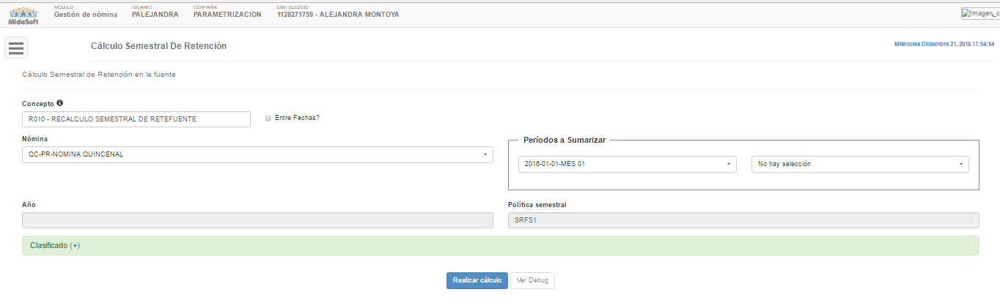 MidaSoft
MÓDULO
Gestión de nómina
USUARIO
PALEJANDRA
COMPAÑÍA
PARAMETRIZACION
EMP. ELEGIDO
1128271759 - ALEJANDRA MONTOYA
Imagen_c
Cálculo Semestral De Retención
Miércoles Diciembre 21, 2016 11:54:54
Cálculo Semestral de Retención en la fuente
Concepto
R010 - RECALCULO SEMESTRAL DE RETEFUENTE
Entre Fechas?
Nómina
QC-PR-NOMINA QUINCENAL
Períodos a Sumarizar
2016-01-01-MES 01
No hay selección
Año
Política semestral
SRFS1
Clasificado (+)
Realizar cálculo
Ver Debug